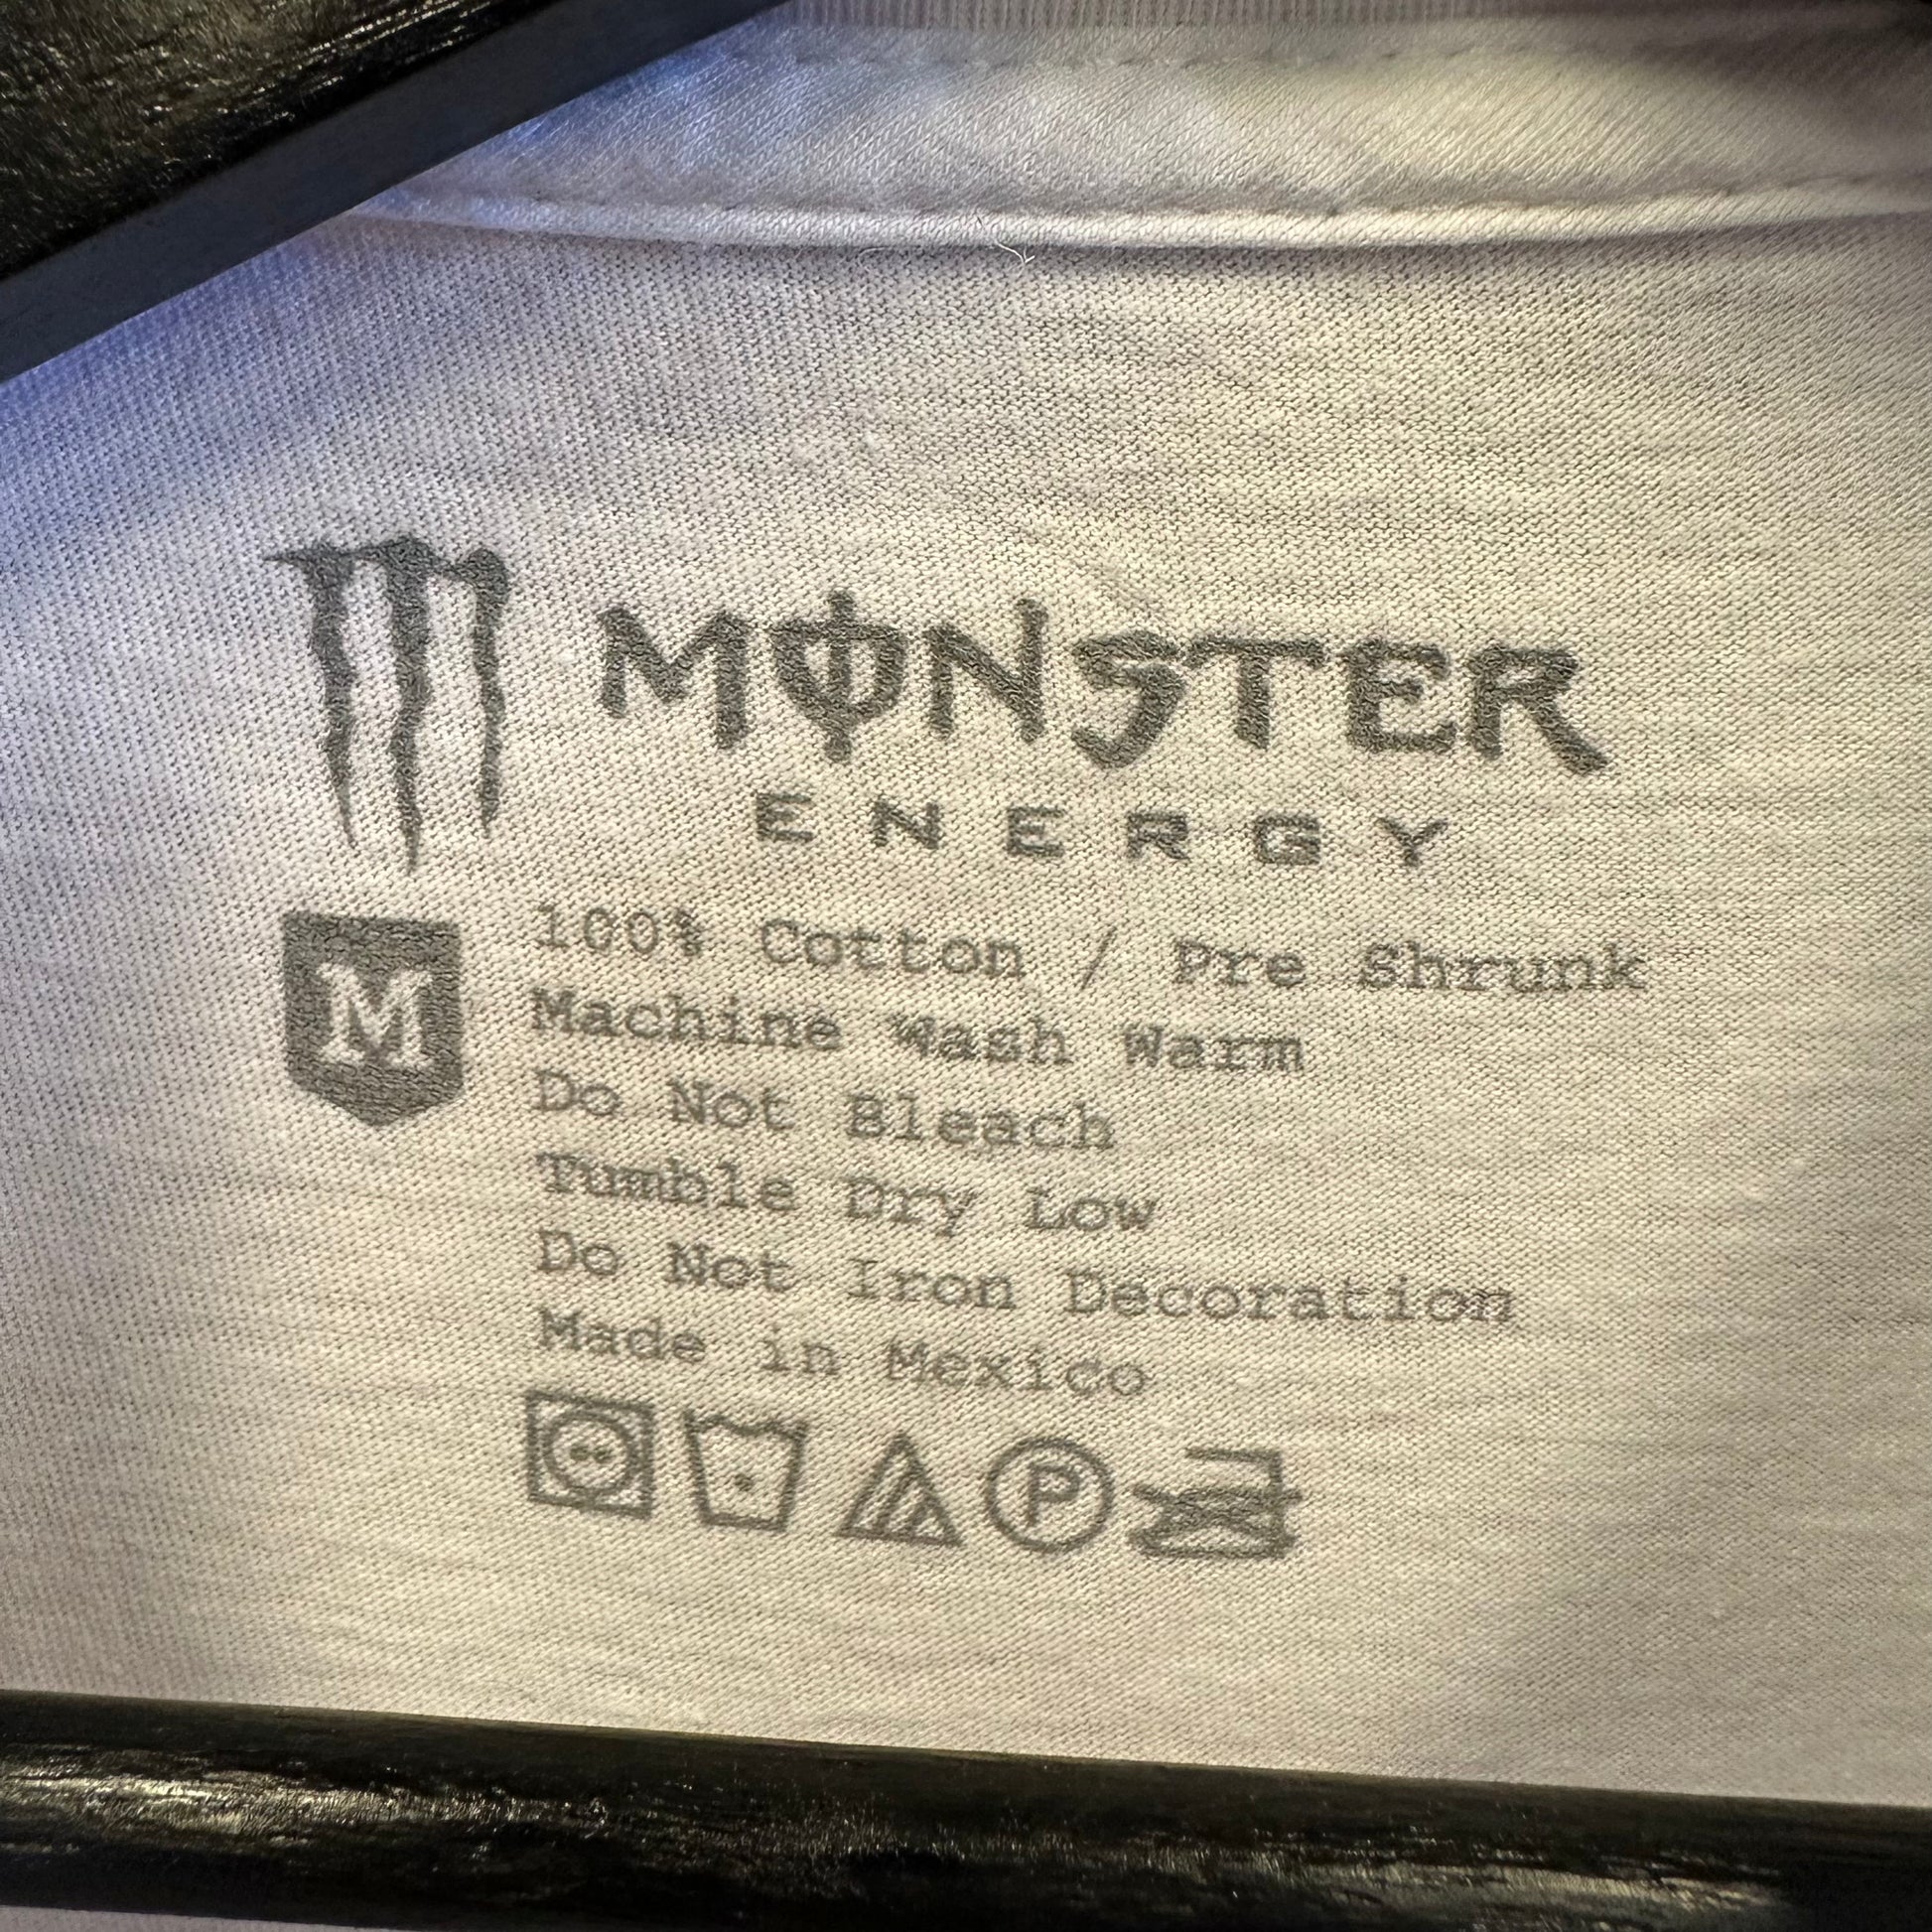 MONSTER
ENERGY
M
100% Cotton / Pre Shrunk
Machine Wash Warm
Do Not Bleach
Tumble Dry Low
Do Not Iron Decoration
Made in Mexico
P